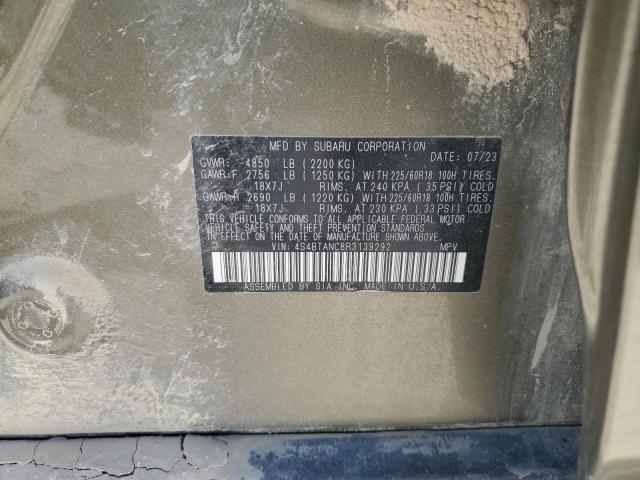 MFD BY SUBARU CORPORATION
GVWR: 4850 LB (2200 KG) DATE: 07/23
GAWR:F 2756 LB (1250 KG) WITH 225/60R18 100H TIRES,
18X7J RIMS, AT 240 KPA (35 PSI) COLD
GAWR:R 2690 LB (1220 KG) WITH 225/60R18 100H TIRES,
18X7J RIMS, AT 230 KPA (33 PSI) COLD
THIS VEHICLE CONFORMS TO ALL APPLICABLE FEDERAL MOTOR
VEHICLE SAFETY AND THEFT PREVENTION STANDARDS
IN EFFECT ON THE DATE OF MANUFACTURE SHOWN ABOVE.
VIN: 4S4BTANC8R3139292 MPV
ASSEMBLED BY SIA INC. MADE IN U.S.A.